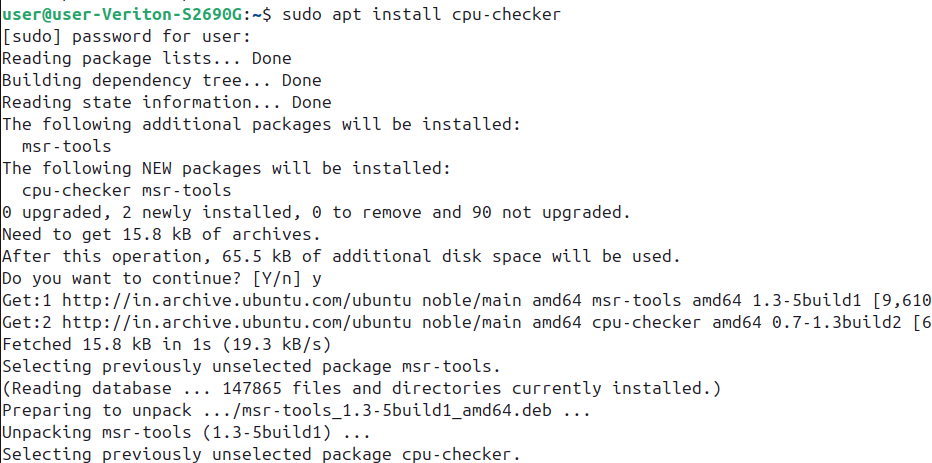 user@user-Veriton-S2690G:~$ sudo apt install cpu-checker
[sudo] password for user:
Reading package lists... Done
Building dependency tree... Done
Reading state information... Done
The following additional packages will be installed:
  msr-tools
The following NEW packages will be installed:
  cpu-checker msr-tools
0 upgraded, 2 newly installed, 0 to remove and 90 not upgraded.
Need to get 15.8 kB of archives.
After this operation, 65.5 kB of additional disk space will be used.
Do you want to continue? [Y/n] y
Get:1 http://in.archive.ubuntu.com/ubuntu noble/main amd64 msr-tools amd64 1.3-5build1 [9,610
Get:2 http://in.archive.ubuntu.com/ubuntu noble/main amd64 cpu-checker amd64 0.7-1.3build2 [6
Fetched 15.8 kB in 1s (19.3 kB/s)
Selecting previously unselected package msr-tools.
(Reading database ... 147865 files and directories currently installed.)
Preparing to unpack .../msr-tools_1.3-5build1_amd64.deb ...
Unpacking msr-tools (1.3-5build1) ...
Selecting previously unselected package cpu-checker.